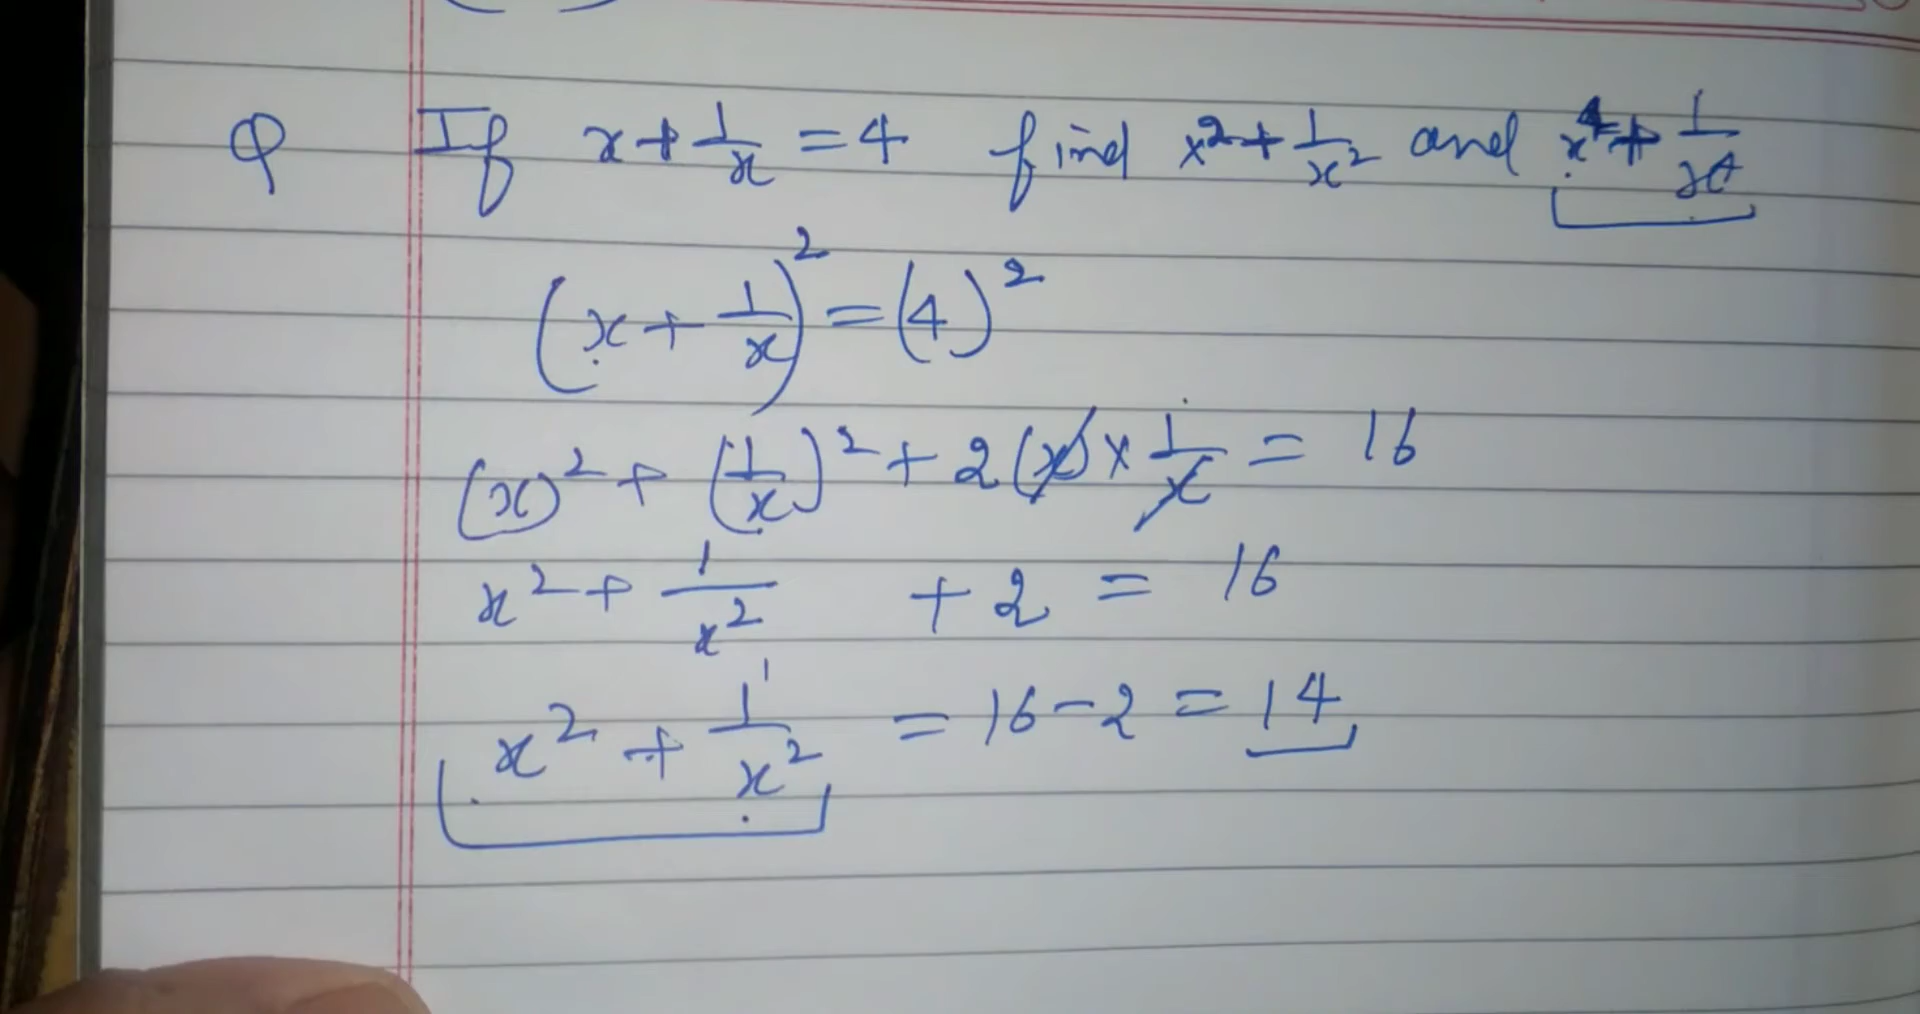 Q If x + 1/x = 4 find x² + 1/x² and x⁴ + 1/x⁴
(x + 1/x)² = (4)²
(x)² + (1/x)² + 2(x) × 1/x = 16
x² + 1/x² + 2 = 16
x² + 1/x² = 16 - 2 = 14